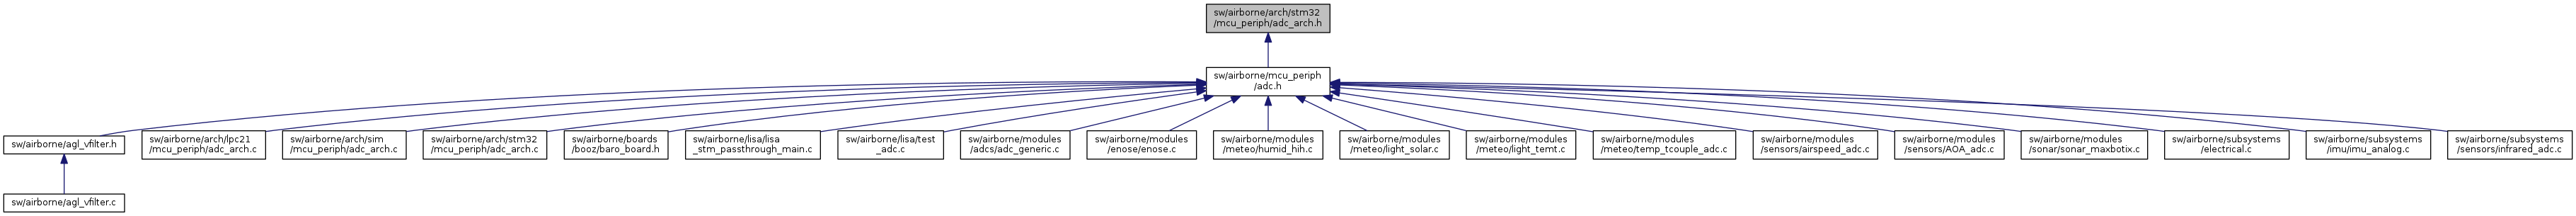 sw/airborne/arch/stm32
/mcu_periph/adc_arch.h
sw/airborne/mcu_periph
/adc.h
sw/airborne/agl_vfilter.h
sw/airborne/arch/lpc21
/mcu_periph/adc_arch.c
sw/airborne/arch/sim
/mcu_periph/adc_arch.c
sw/airborne/arch/stm32
/mcu_periph/adc_arch.c
sw/airborne/boards
/booz/baro_board.h
sw/airborne/lisa/lisa
_stm_passthrough_main.c
sw/airborne/lisa/test
_adc.c
sw/airborne/modules
/adcs/adc_generic.c
sw/airborne/modules
/enose/enose.c
sw/airborne/modules
/meteo/humid_hih.c
sw/airborne/modules
/meteo/light_solar.c
sw/airborne/modules
/meteo/light_temt.c
sw/airborne/modules
/meteo/temp_tcouple_adc.c
sw/airborne/modules
/sensors/airspeed_adc.c
sw/airborne/modules
/sensors/AOA_adc.c
sw/airborne/modules
/sonar/sonar_maxbotix.c
sw/airborne/subsystems
/electrical.c
sw/airborne/subsystems
/imu/imu_analog.c
sw/airborne/subsystems
/sensors/infrared_adc.c
sw/airborne/agl_vfilter.c